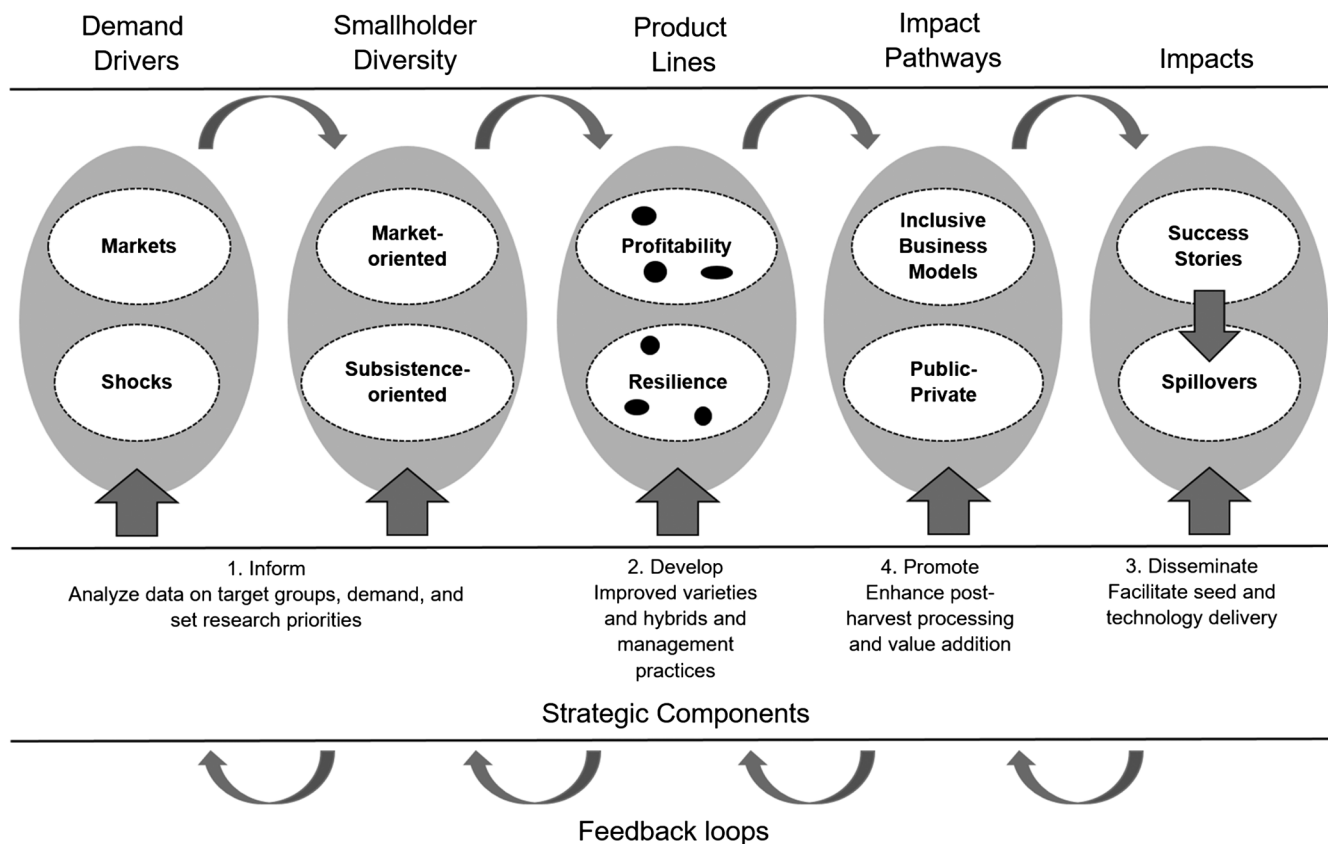 Demand
Drivers
Smallholder
Diversity
Product
Lines
Impact
Pathways
Impacts
Markets
Shocks
Market-
oriented
Subsistence-
oriented
Profitability
Resilience
Inclusive
Business
Models
Public-
Private
Success
Stories
Spillovers
1. Inform
Analyze data on target groups, demand, and
set research priorities
2. Develop
Improved varieties
and hybrids and
management
practices
4. Promote
Enhance post-
harvest processing
and value addition
3. Disseminate
Facilitate seed and
technology delivery
Strategic Components
Feedback loops